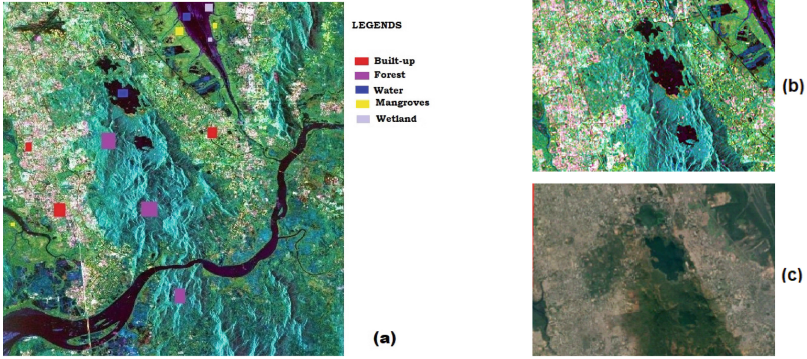 LEGENDS
Built-up
Forest
Water
Mangroves
Wetland
(a)
(b)
(c)